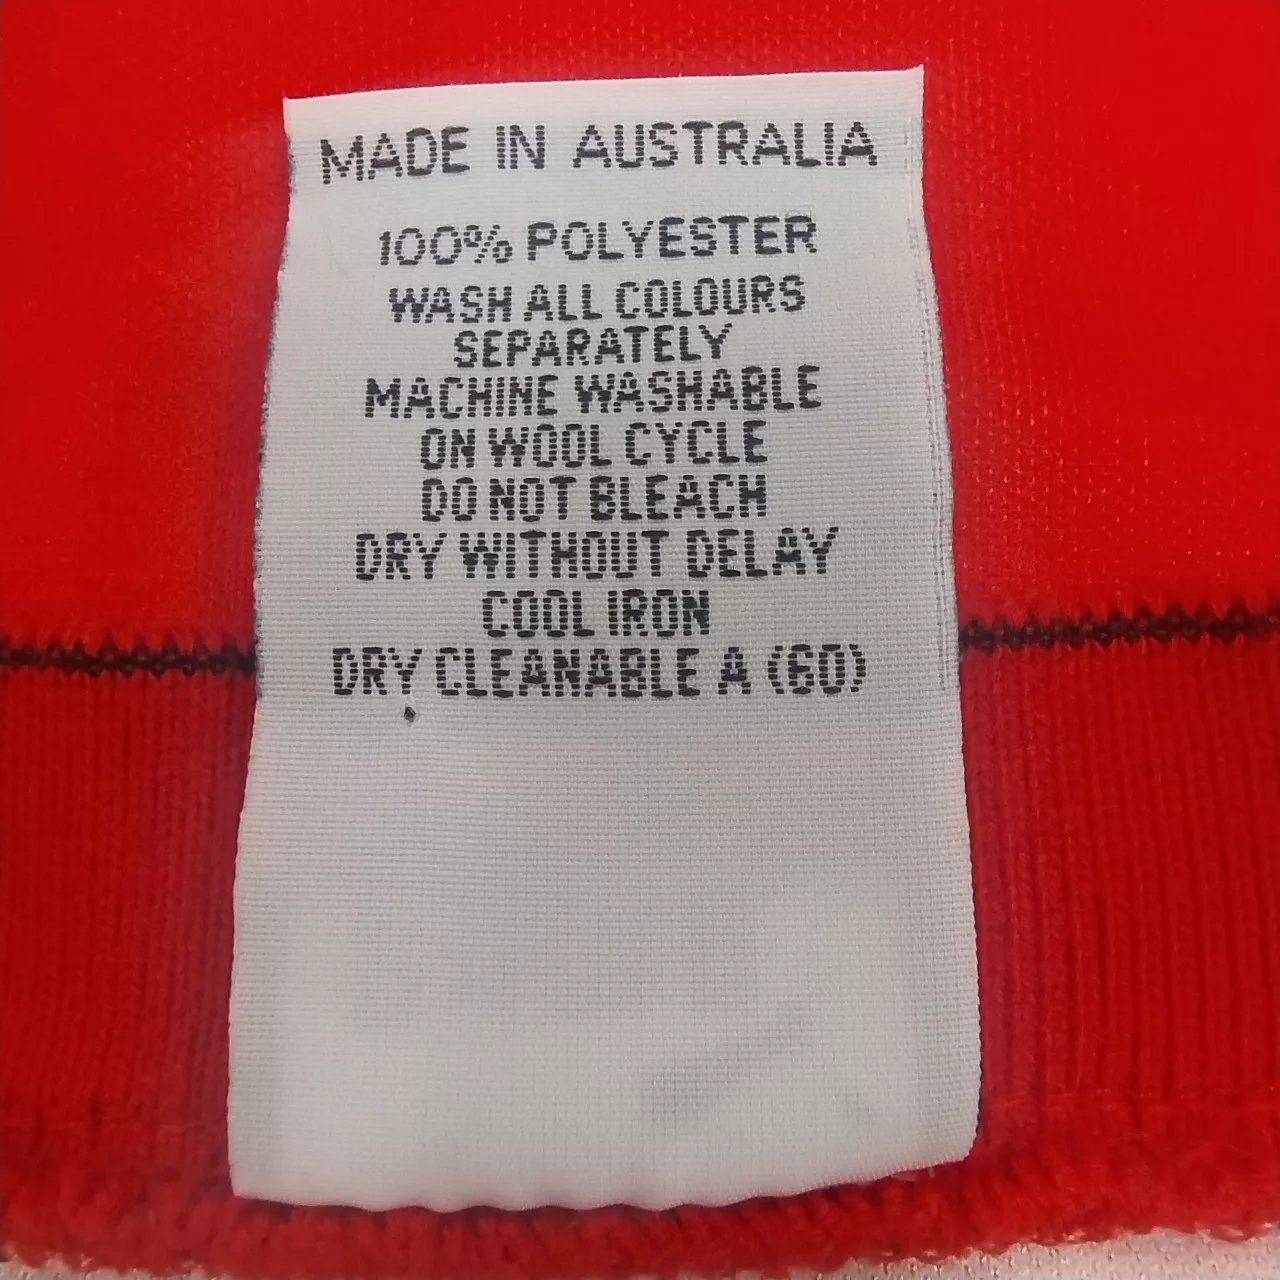 MADE IN AUSTRALIA
100% POLYESTER
WASH ALL COLOURS
SEPARATELY
MACHINE WASHABLE
ON WOOL CYCLE
DO NOT BLEACH
DRY WITHOUT DELAY
COOL IRON
DRY CLEANABLE A (60)